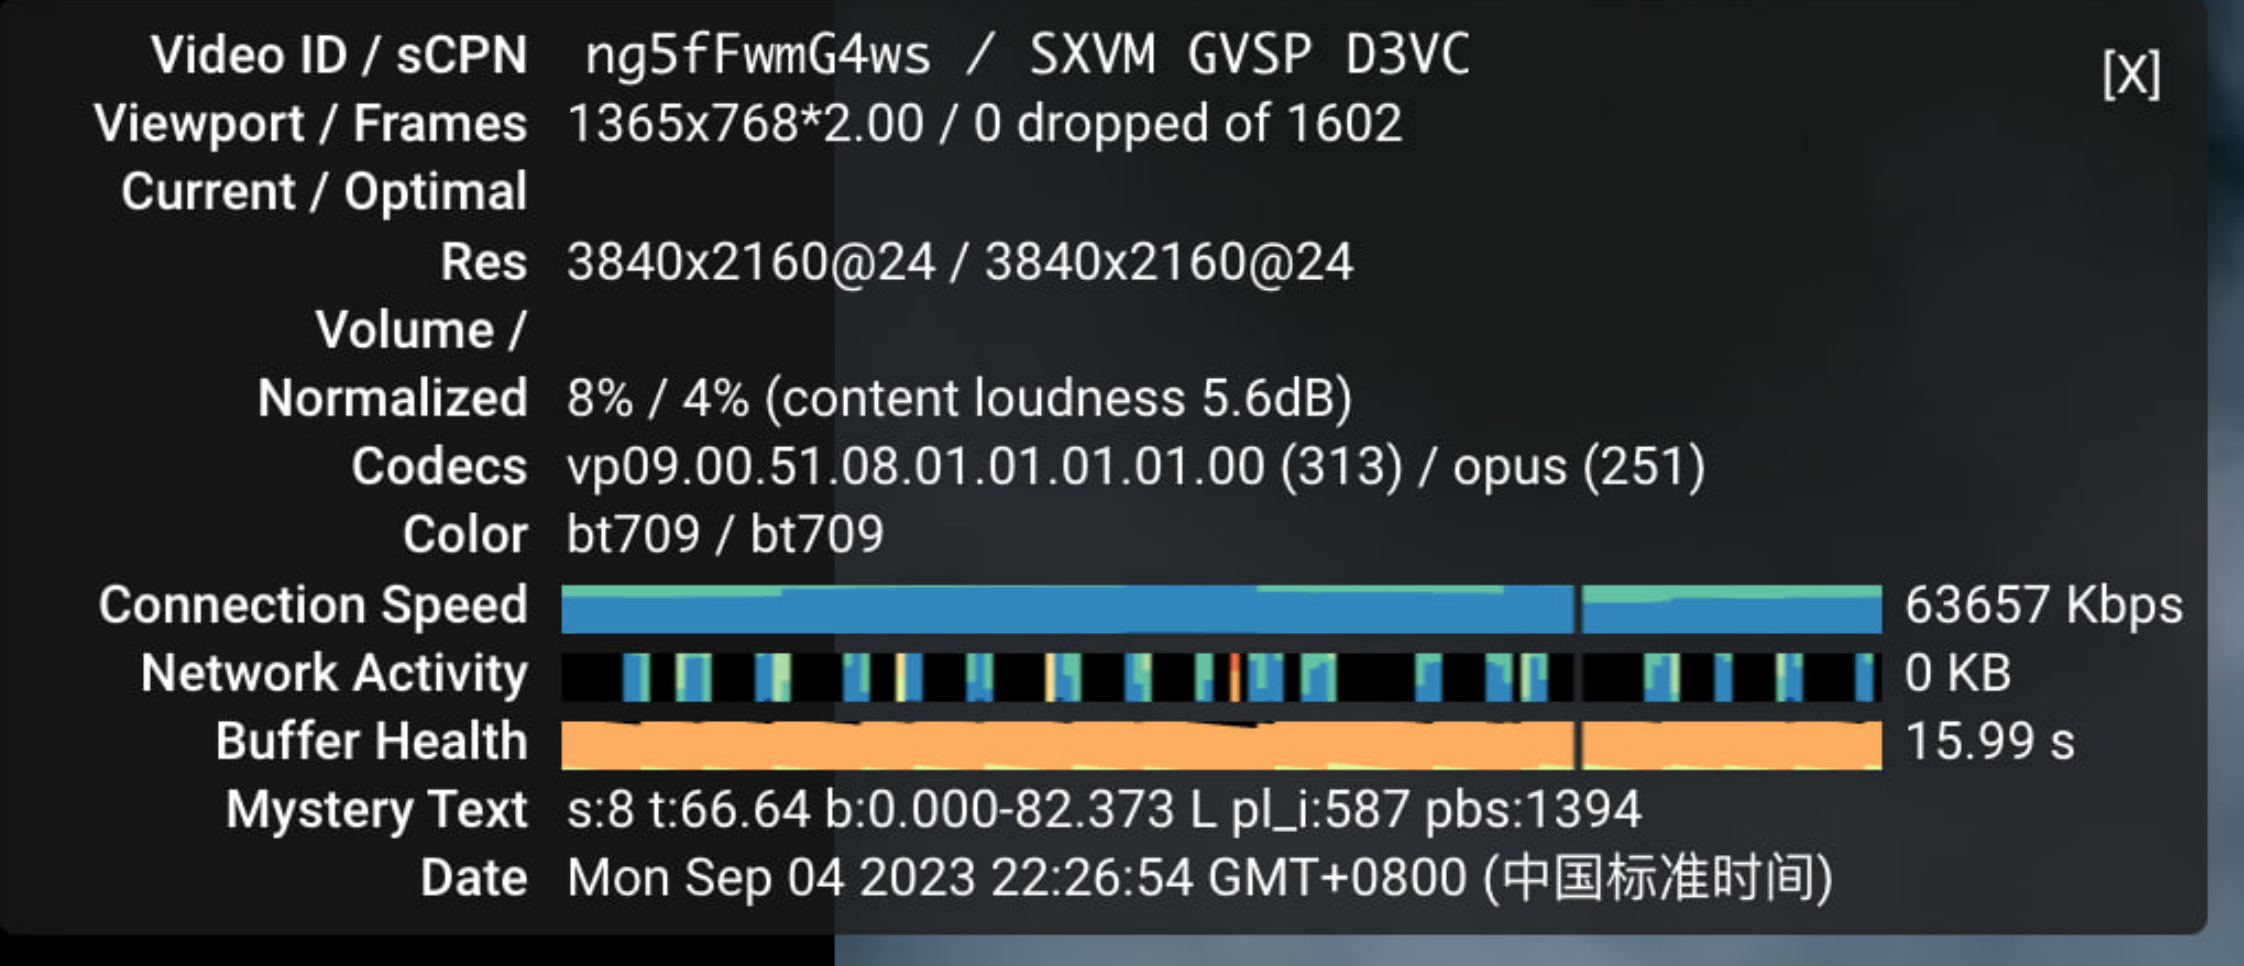 Video ID / sCPN ng5fFwmG4ws / SXVM GVSP D3VC
[X]
Viewport / Frames 1365x768*2.00 / 0 dropped of 1602
Current / Optimal
Res 3840x2160@24 / 3840x2160@24
Volume /
Normalized 8% / 4% (content loudness 5.6dB)
Codecs vp09.00.51.08.01.01.01.01.00 (313) / opus (251)
Color bt709 / bt709
Connection Speed 63657 Kbps
Network Activity 0 KB
Buffer Health 15.99 s
Mystery Text s:8 t:66.64 b:0.000-82.373 L pl_i:587 pbs:1394
Date Mon Sep 04 2023 22:26:54 GMT+0800 (中国标准时间)